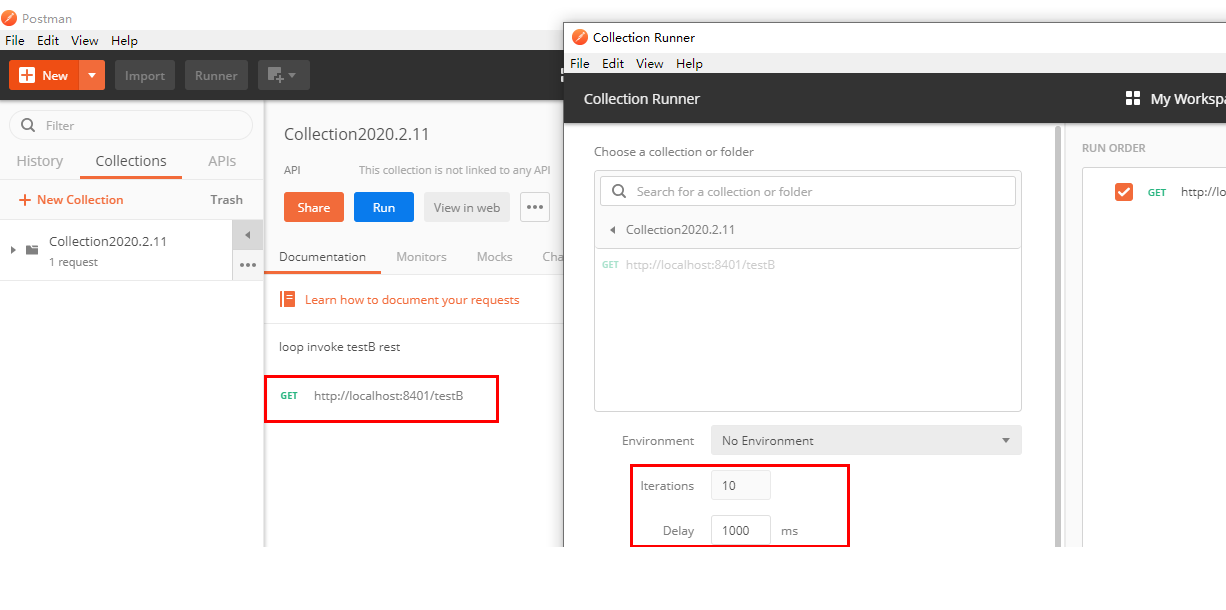 Postman
File Edit View Help
New Import Runner
Filter
History Collections APIs
New Collection Trash
Collection2020.2.11
1 request
Collection2020.2.11
API This collection is not linked to any API
Share Run View in web
Documentation Monitors Mocks Cha
Learn how to document your requests
loop invoke testB rest
GET http://localhost:8401/testB
Collection Runner
File Edit View Help
Collection Runner My Workspa
Choose a collection or folder
Search for a collection or folder
Collection2020.2.11
GET http://localhost:8401/testB
Environment No Environment
Iterations 10
Delay 1000 ms
RUN ORDER
GET http://lo